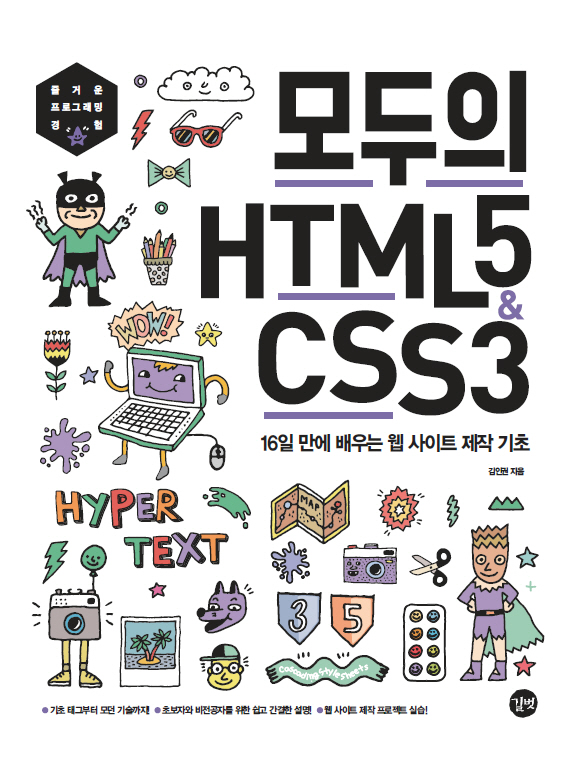 즐거운
프로그래밍
경험
모두의
HTML5
&
CSS3
16일 만에 배우는 웹 사이트 제작 기초
김인권 지음
WOW!
HYPER
TEXT
MAP
3 5
Cascading Style Sheets
기초 태그부터 모던 기술까지! 초보자와 비전공자를 위한 쉽고 간결한 설명! 웹 사이트 제작 프로젝트 실습!
길벗